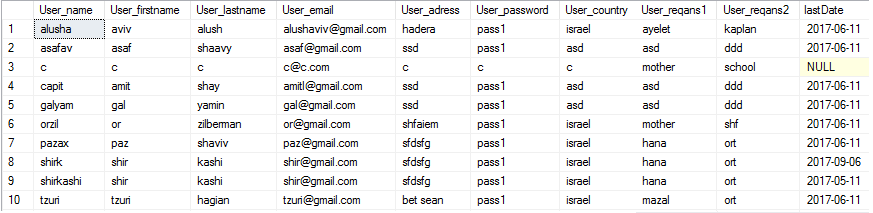 User_name User_firstname User_lastname User_email User_adress User_password User_country User_reqans1 User_reqans2 lastDate
1 alusha aviv alush alushaviv@gmail.com hadera pass1 israel ayelet kaplan 2017-06-11
2 asafav asaf shaavy asaf@gmail.com ssd pass1 asd asd ddd 2017-06-11
3 c c c c@c.com c c c mother school NULL
4 capit amit shay amitl@gmail.com ssd pass1 asd asd ddd 2017-06-11
5 galyam gal yamin gal@gmail.com ssd pass1 asd asd ddd 2017-06-11
6 orzil or zilberman or@gmail.com shfaiem pass1 israel mother shf 2017-06-11
7 pazax paz shaviv paz@gmail.com sfdsfg pass1 israel hana ort 2017-06-11
8 shirk shir kashi shir@gmail.com sfdsfg pass1 israel hana ort 2017-09-06
9 shirkashi shir kashi shir@gmail.com sfdsfg pass1 israel hana ort 2017-05-11
10 tzuri tzuri hagian tzuri@gmail.com bet sean pass1 israel mazal ort 2017-06-11